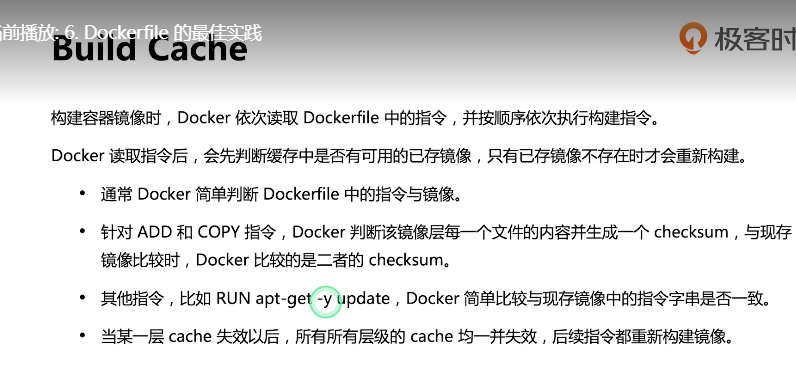 当前播放: 6. Dockerfile 的最佳实践
Build Cache
极客时
构建容器镜像时，Docker 依次读取 Dockerfile 中的指令，并按顺序依次执行构建指令。
Docker 读取指令后，会先判断缓存中是否有可用的已存镜像，只有已存镜像不存在时才会重新构建。
• 通常 Docker 简单判断 Dockerfile 中的指令与镜像。
• 针对 ADD 和 COPY 指令，Docker 判断该镜像层每一个文件的内容并生成一个 checksum，与现存
镜像比较时，Docker 比较的是二者的 checksum。
• 其他指令，比如 RUN apt-get -y update，Docker 简单比较与现存镜像中的指令字串是否一致。
• 当某一层 cache 失效以后，所有所有层级的 cache 均一并失效，后续指令都重新构建镜像。